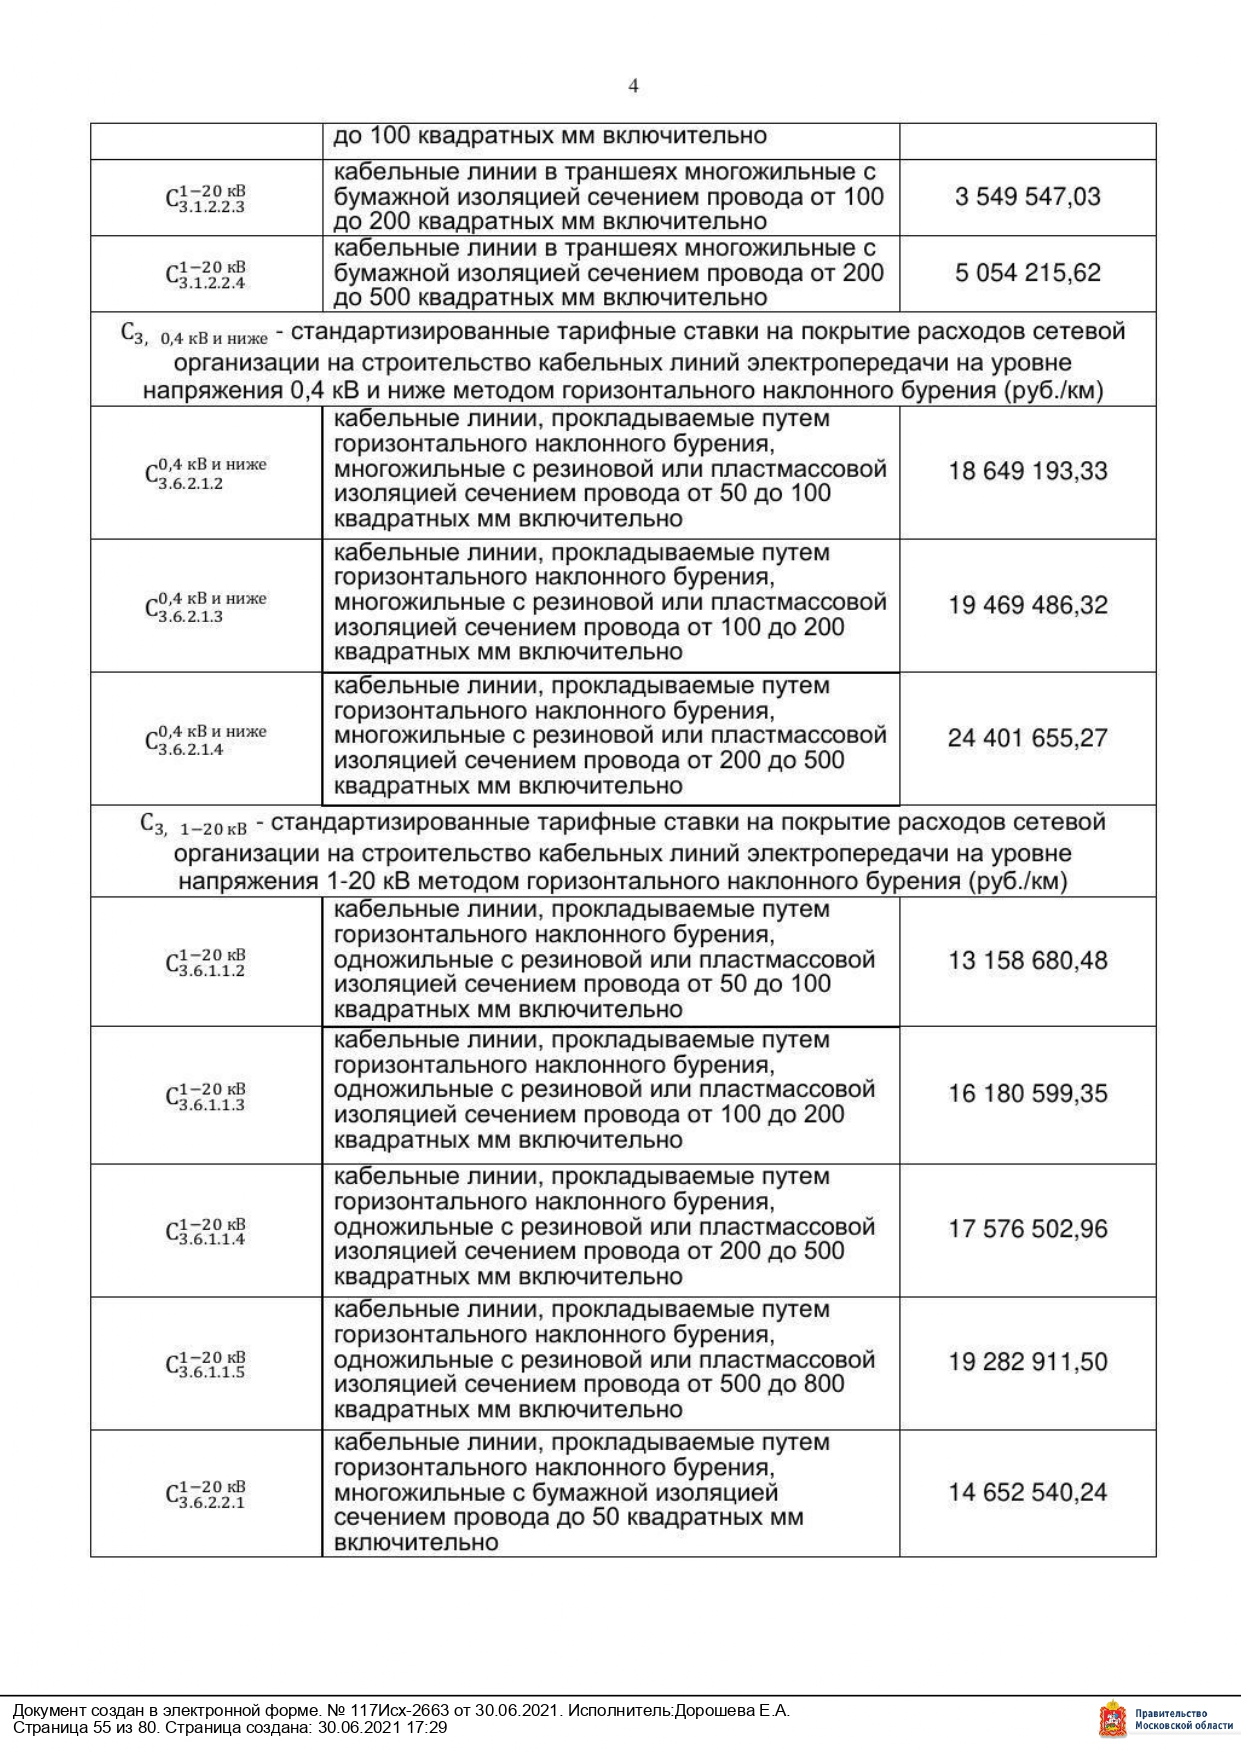 4
до 100 квадратных мм включительно
С 1−20 кВ 3.1.2.2.3
кабельные линии в траншеях многожильные с
бумажной изоляцией сечением провода от 100
до 200 квадратных мм включительно
3 549 547,03
С 1−20 кВ 3.1.2.2.4
кабельные линии в траншеях многожильные с
бумажной изоляцией сечением провода от 200
до 500 квадратных мм включительно
5 054 215,62
С3, 0,4 кВ и ниже - стандартизированные тарифные ставки на покрытие расходов сетевой
организации на строительство кабельных линий электропередачи на уровне
напряжения 0,4 кВ и ниже методом горизонтального наклонного бурения (руб./км)
С 0,4 кВ и ниже 3.6.2.1.2
кабельные линии, прокладываемые путем
горизонтального наклонного бурения,
многожильные с резиновой или пластмассовой
изоляцией сечением провода от 50 до 100
квадратных мм включительно
18 649 193,33
С 0,4 кВ и ниже 3.6.2.1.3
кабельные линии, прокладываемые путем
горизонтального наклонного бурения,
многожильные с резиновой или пластмассовой
изоляцией сечением провода от 100 до 200
квадратных мм включительно
19 469 486,32
С 0,4 кВ и ниже 3.6.2.1.4
кабельные линии, прокладываемые путем
горизонтального наклонного бурения,
многожильные с резиновой или пластмассовой
изоляцией сечением провода от 200 до 500
квадратных мм включительно
24 401 655,27
С3, 1−20 кВ - стандартизированные тарифные ставки на покрытие расходов сетевой
организации на строительство кабельных линий электропередачи на уровне
напряжения 1-20 кВ методом горизонтального наклонного бурения (руб./км)
С 1−20 кВ 3.6.1.1.2
кабельные линии, прокладываемые путем
горизонтального наклонного бурения,
одножильные с резиновой или пластмассовой
изоляцией сечением провода от 50 до 100
квадратных мм включительно
13 158 680,48
С 1−20 кВ 3.6.1.1.3
кабельные линии, прокладываемые путем
горизонтального наклонного бурения,
одножильные с резиновой или пластмассовой
изоляцией сечением провода от 100 до 200
квадратных мм включительно
16 180 599,35
С 1−20 кВ 3.6.1.1.4
кабельные линии, прокладываемые путем
горизонтального наклонного бурения,
одножильные с резиновой или пластмассовой
изоляцией сечением провода от 200 до 500
квадратных мм включительно
17 576 502,96
С 1−20 кВ 3.6.1.1.5
кабельные линии, прокладываемые путем
горизонтального наклонного бурения,
одножильные с резиновой или пластмассовой
изоляцией сечением провода от 500 до 800
квадратных мм включительно
19 282 911,50
С 1−20 кВ 3.6.2.2.1
кабельные линии, прокладываемые путем
горизонтального наклонного бурения,
многожильные с бумажной изоляцией
сечением провода до 50 квадратных мм
включительно
14 652 540,24
Документ создан в электронной форме. № 117Исх-2663 от 30.06.2021. Исполнитель:Дорошева Е.А.
Страница 55 из 80. Страница создана: 30.06.2021 17:29
Правительство
Московской области